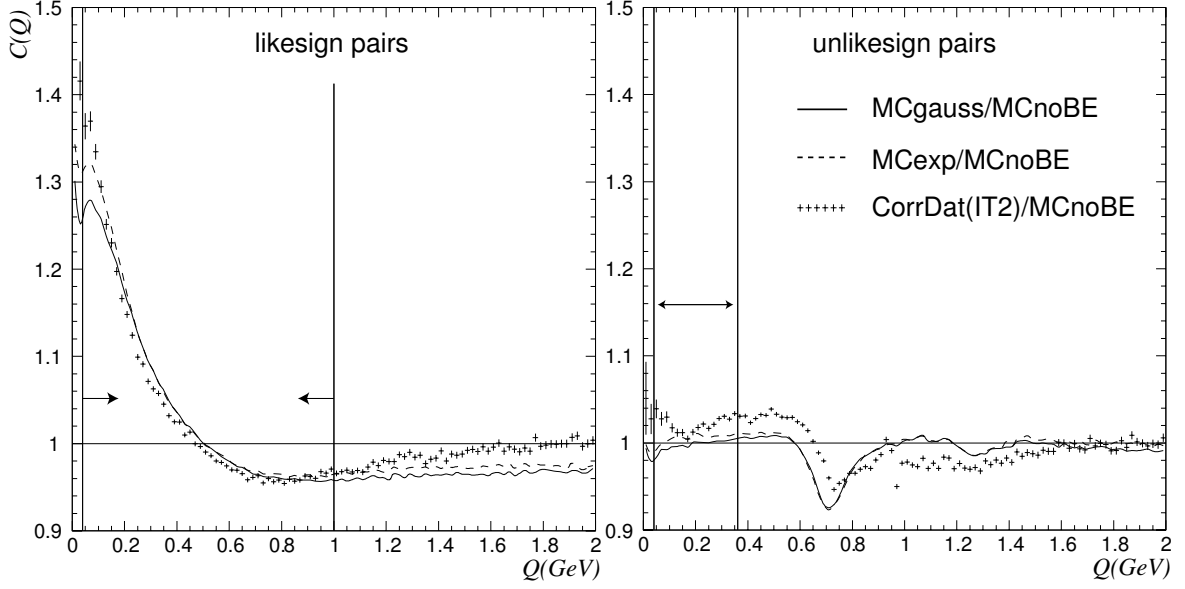 C(Q)
likesign pairs
1.5
1.4
1.3
1.2
1.1
1
0.9
0 0.2 0.4 0.6 0.8 1 1.2 1.4 1.6 1.8 2
Q(GeV)
unlikesign pairs
MCgauss/MCnoBE
MCexp/MCnoBE
CorrDat(IT2)/MCnoBE
1.5
1.4
1.3
1.2
1.1
1
0.9
0 0.2 0.4 0.6 0.8 1 1.2 1.4 1.6 1.8 2
Q(GeV)